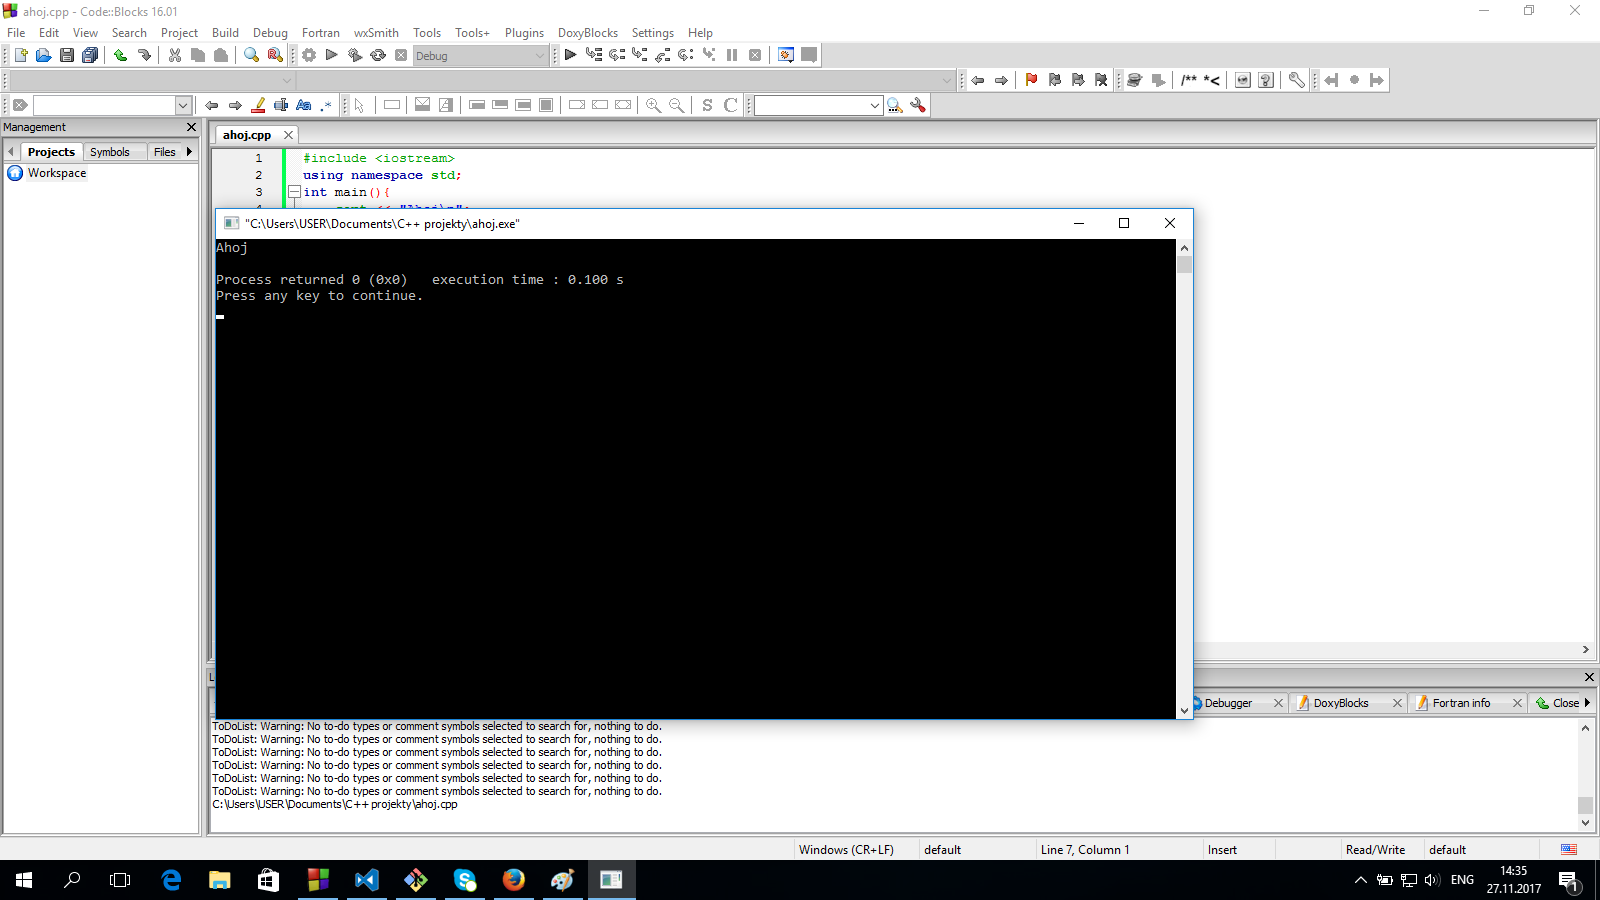 ahoj.cpp - Code::Blocks 16.01
File Edit View Search Project Build Debug Fortran wxSmith Tools Tools+ Plugins DoxyBlocks Settings Help
Debug
/** *<
Aa .*
S C
Management
Projects Symbols Files
Workspace
ahoj.cpp
1 #include <iostream>
2 using namespace std;
3 int main(){
"C:\Users\USER\Documents\C++ projekty\ahoj.exe"
Ahoj
Process returned 0 (0x0) execution time : 0.100 s
Press any key to continue.
Debugger DoxyBlocks Fortran info Close
ToDoList: Warning: No to-do types or comment symbols selected to search for, nothing to do.
ToDoList: Warning: No to-do types or comment symbols selected to search for, nothing to do.
ToDoList: Warning: No to-do types or comment symbols selected to search for, nothing to do.
ToDoList: Warning: No to-do types or comment symbols selected to search for, nothing to do.
ToDoList: Warning: No to-do types or comment symbols selected to search for, nothing to do.
ToDoList: Warning: No to-do types or comment symbols selected to search for, nothing to do.
C:\Users\USER\Documents\C++ projekty\ahoj.cpp
Windows (CR+LF) default Line 7, Column 1 Insert Read/Write default
ENG
14:35
27.11.2017
1